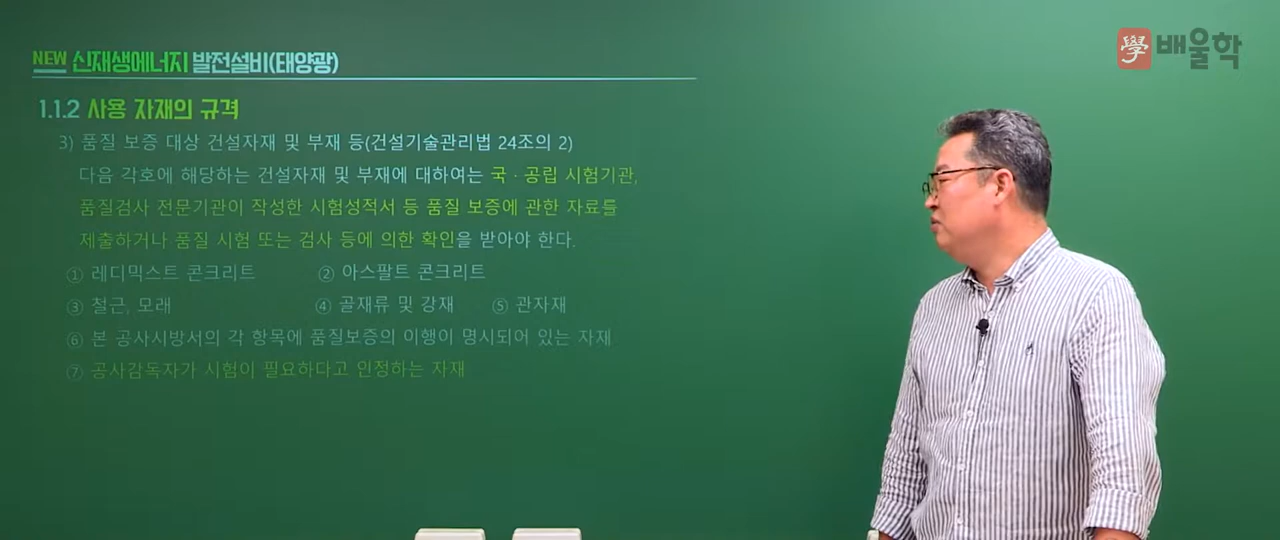 NEW 신재생에너지 발전설비(태양광)
學 배울학
1.1.2 사용 자재의 규격
3) 품질 보증 대상 건설자재 및 부재 등(건설기술관리법 24조의 2)
다음 각호에 해당하는 건설자재 및 부재에 대하여는 국 · 공립 시험기관,
품질검사 전문기관이 작성한 시험성적서 등 품질 보증에 관한 자료를
제출하거나 품질 시험 또는 검사 등에 의한 확인을 받아야 한다.
① 레디믹스트 콘크리트 ② 아스팔트 콘크리트
③ 철근, 모래 ④ 골재류 및 강재 ⑤ 관자재
⑥ 본 공사시방서의 각 항목에 품질보증의 이행이 명시되어 있는 자재
⑦ 공사감독자가 시험이 필요하다고 인정하는 자재